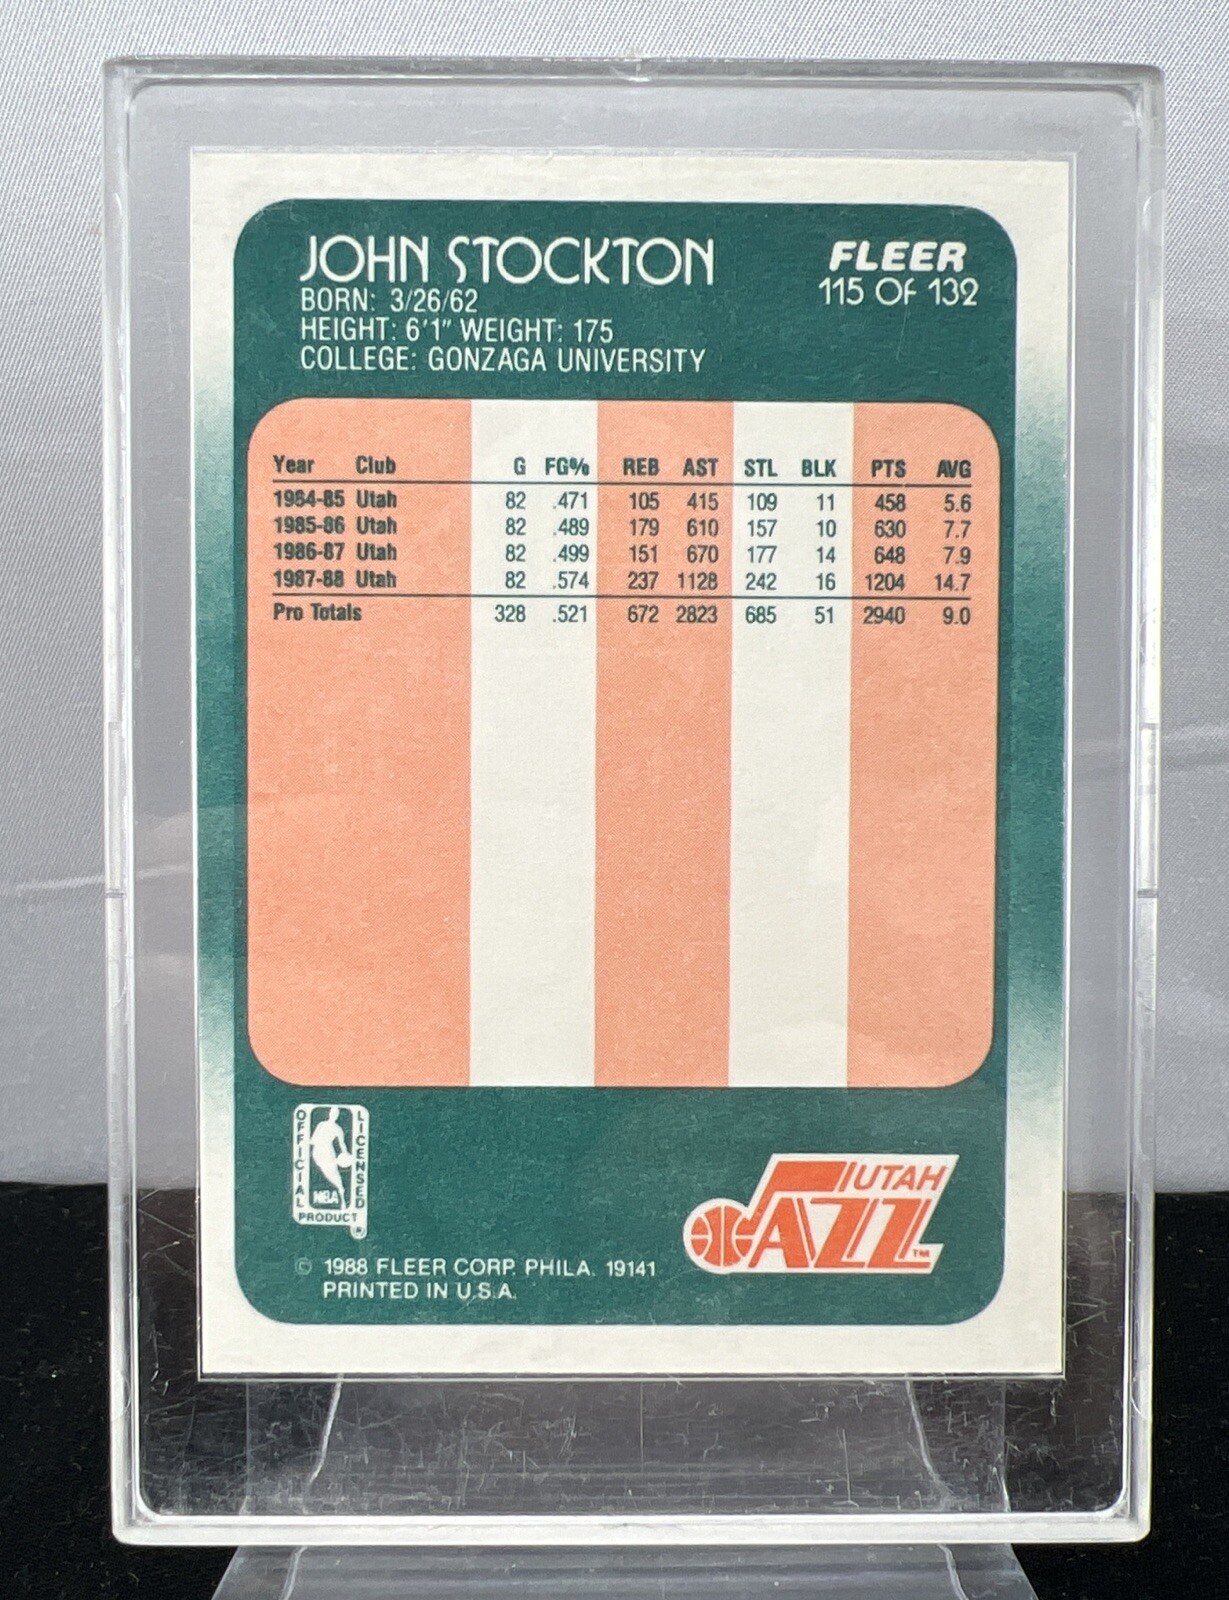 JOHN STOCKTON
BORN: 3/26/62
HEIGHT: 6'1" WEIGHT: 175
COLLEGE: GONZAGA UNIVERSITY
FLEER
115 OF 132
Year Club G FG% REB AST STL BLK PTS AVG
1984-85 Utah 82 .471 105 415 109 11 458 5.6
1985-86 Utah 82 .489 179 610 157 10 630 7.7
1986-87 Utah 82 .499 151 670 177 14 648 7.9
1987-88 Utah 82 .574 237 1128 242 16 1204 14.7
Pro Totals 328 .521 672 2823 685 51 2940 9.0
OFFICIAL
LICENSED
NBA
PRODUCT
®
UTAH
JAZZ
™
© 1988 FLEER CORP. PHILA. 19141
PRINTED IN U.S.A.